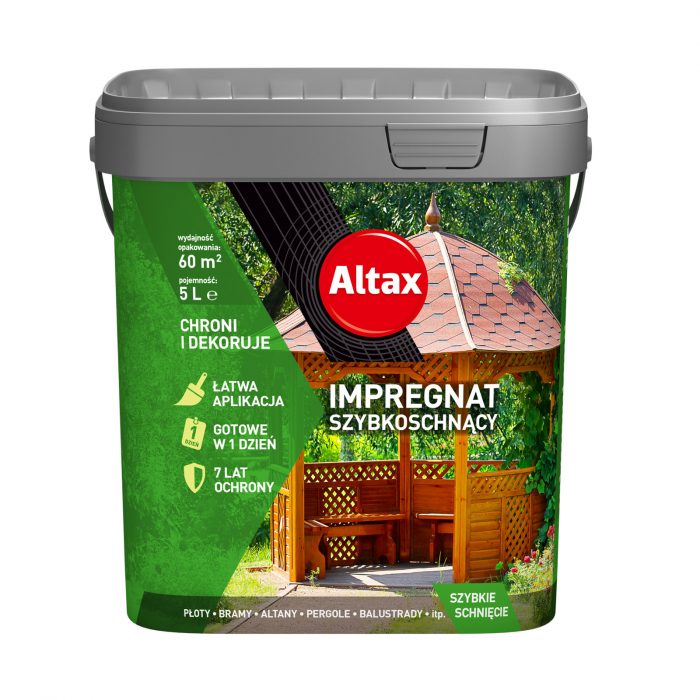 wydajność
opakowania:
60 m²
pojemność:
5 L ℮
CHRONI
I DEKORUJE
ŁATWA
APLIKACJA
1
DZIEŃ
GOTOWE
W 1 DZIEŃ
7 LAT
OCHRONY
Altax
IMPREGNAT
SZYBKOSCHNĄCY
PŁOTY • BRAMY • ALTANY • PERGOLE • BALUSTRADY • itp.
SZYBKIE
SCHNIĘCIE